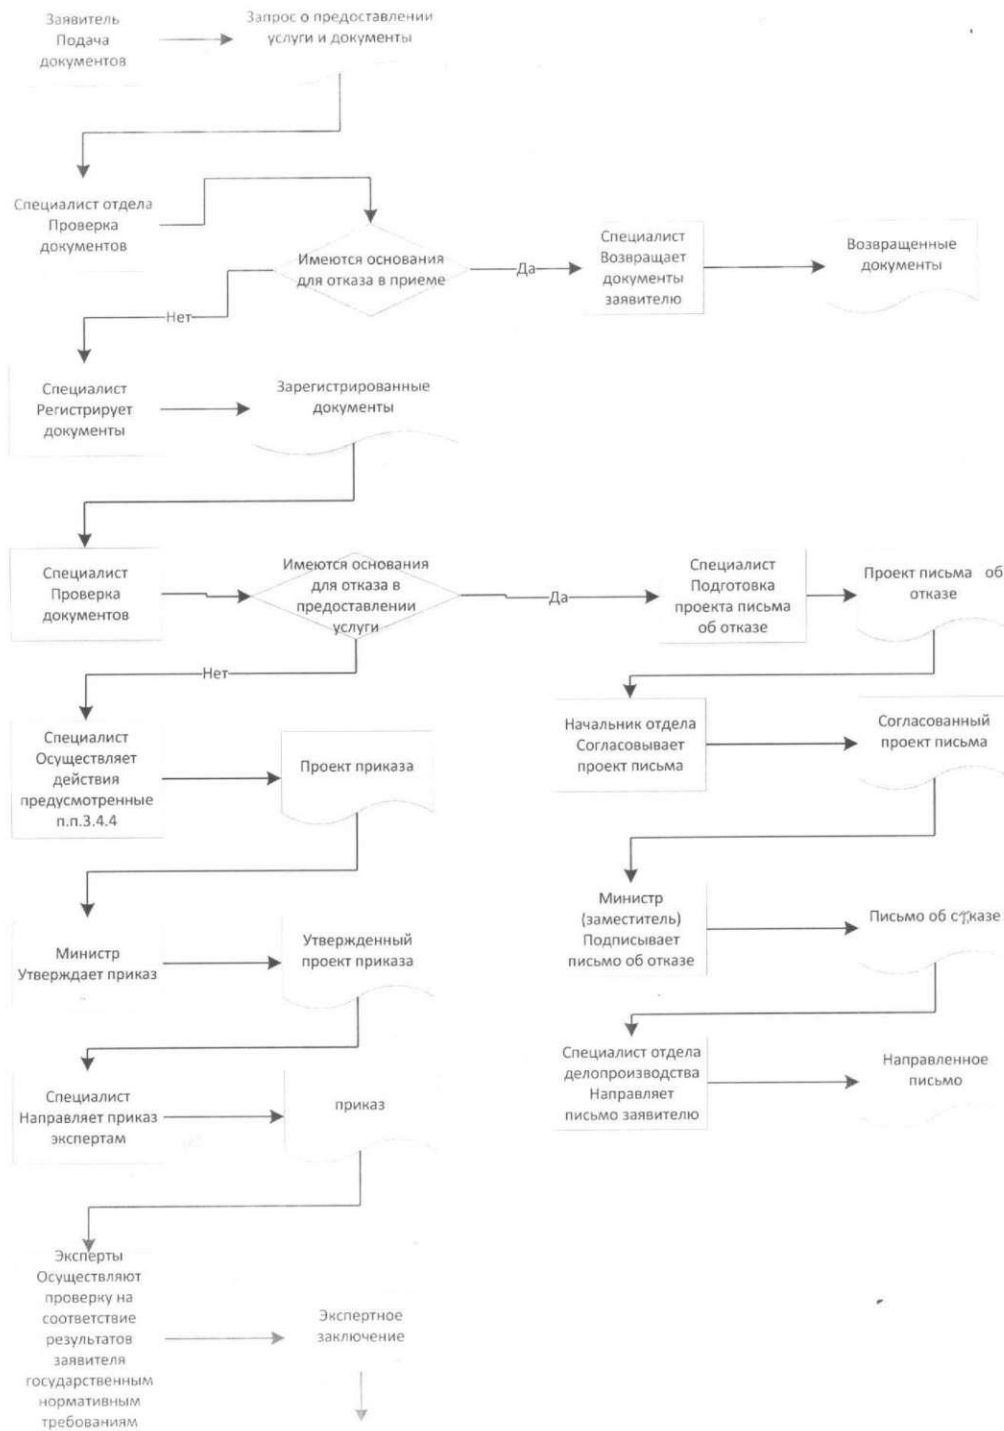 Заявитель
Подача
документов
Запрос о предоставлении
услуги и документы
Специалист отдела
Проверка
документов
Имеются основания
для отказа в приеме
Да
Специалист
Возвращает
документы
заявителю
Возвращенные
документы
Нет
Специалист
Регистрирует
документы
Зарегистрированные
документы
Специалист
Проверка
документов
Имеются основания
для отказа в
предоставлении
услуги
Да
Специалист
Подготовка
проекта письма
об отказе
Проект письма об
отказе
Нет
Начальник отдела
Согласовывает
проект письма
Согласованный
проект письма
Специалист
Осуществляет
действия
предусмотренные
п.п.3.4.4
Проект приказа
Министр
(заместитель)
Подписывает
письмо об отказе
Письмо об отказе
Министр
Утверждает приказ
Утвержденный
проект приказа
Специалист отдела
делопроизводства
Направляет
письмо заявителю
Направленное
письмо
Специалист
Направляет приказ
экспертам
приказ
Эксперты
Осуществляют
проверку на
соответствие
результатов
заявителя
государственным
нормативным
требованиям
Экспертное
заключение